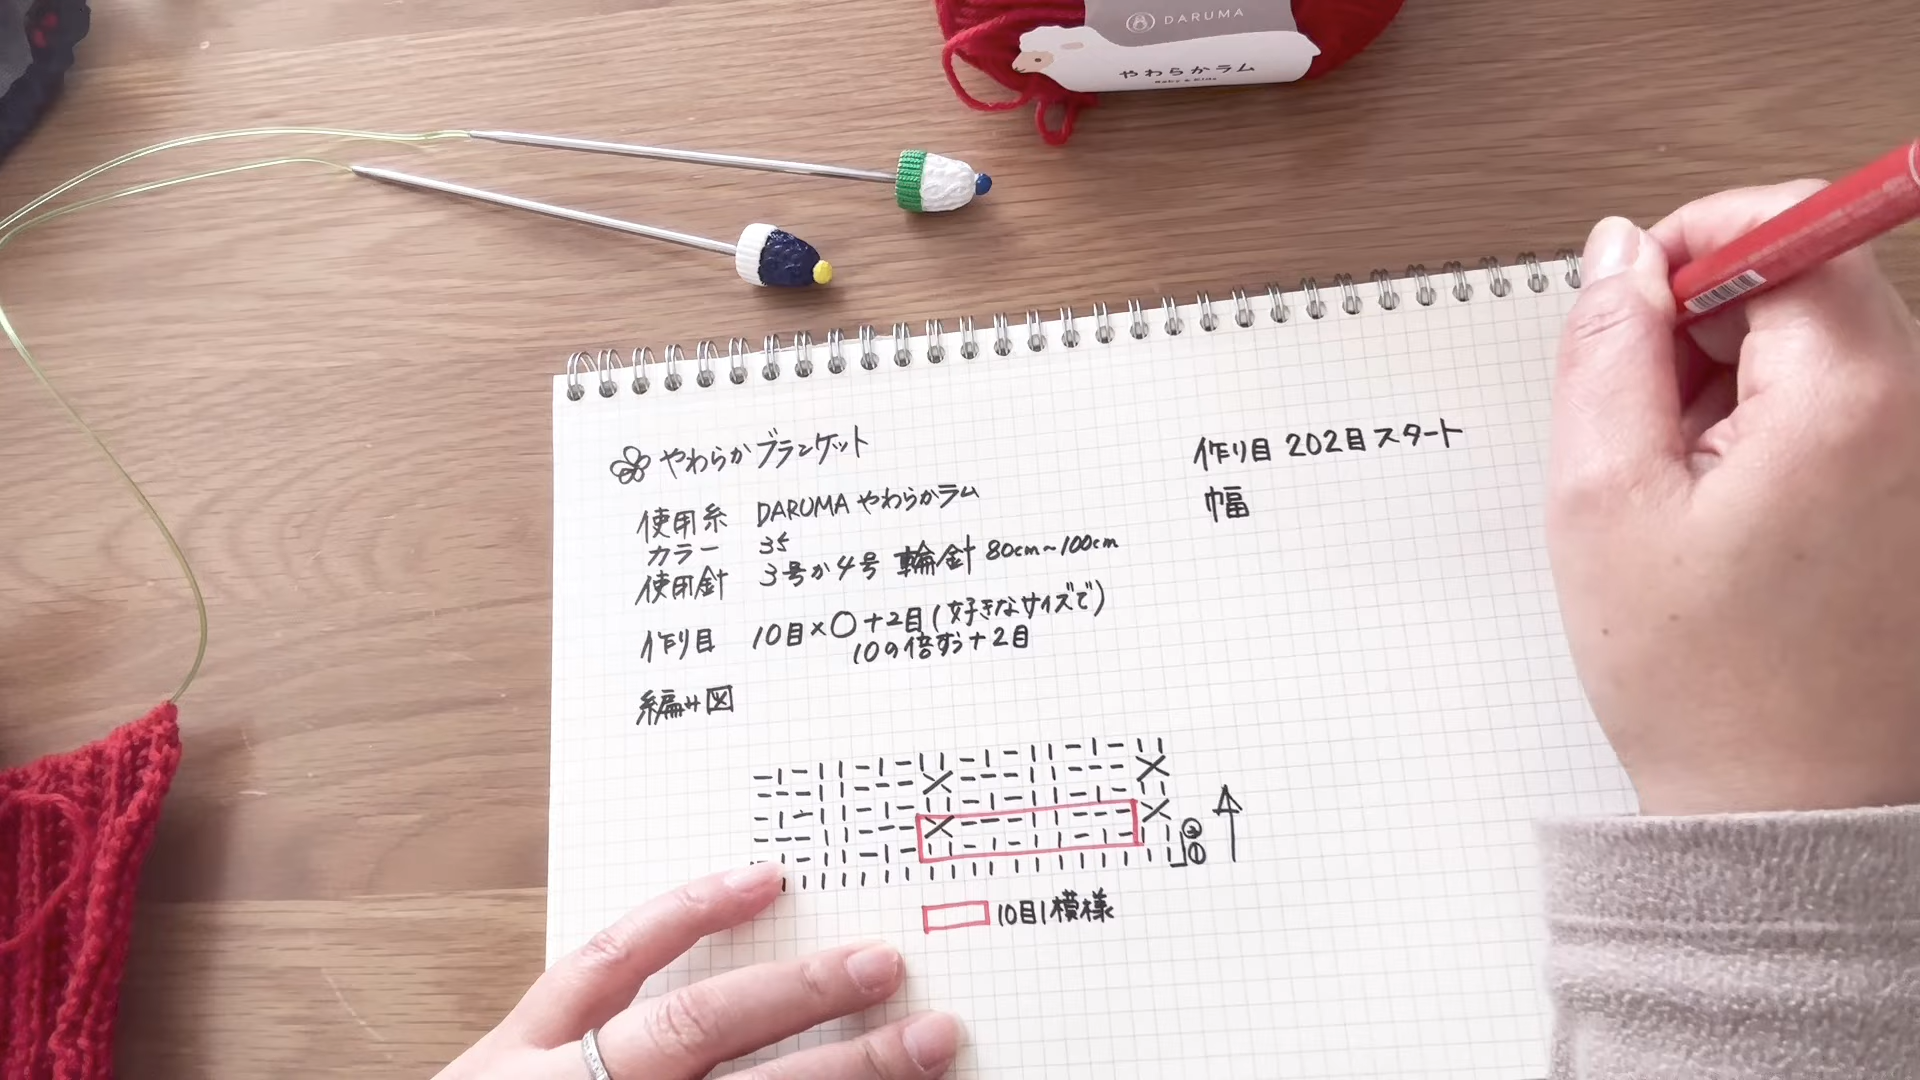 DARUMA
やわらかラム
やわらかブランケット
使用糸 DARUMA やわらかラム
カラー 35
使用針 3号か4号 輪針 80cm~100cm
作り目 10目×〇+2目(好きなサイズで)
10の倍すう+2目
編み図
②
①
10目1模様
作り目 202目スタート
幅